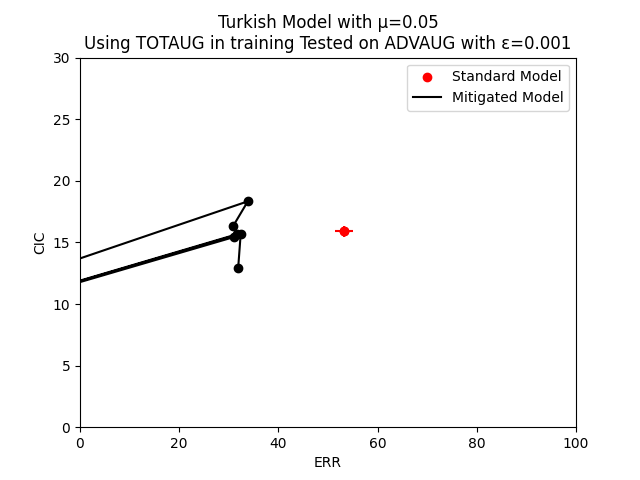 Turkish Model with μ=0.05
Using TOTAUG in training Tested on ADVAUG with ε=0.001
Standard Model
Mitigated Model
CIC
30
25
20
15
10
5
0
0 20 40 60 80 100
ERR